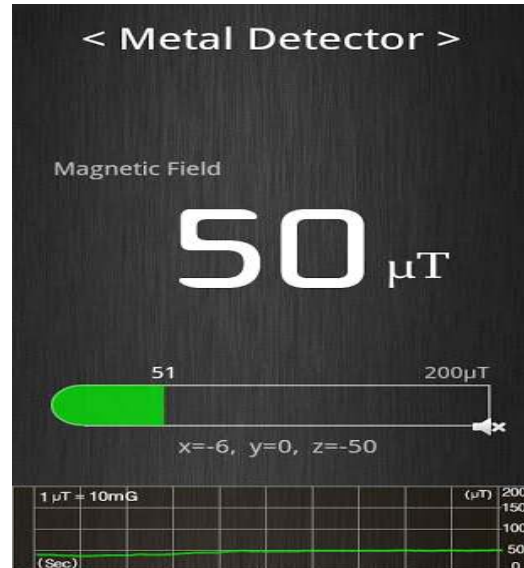 < Metal Detector >
Magnetic Field
50 µT
51 200µT
x=-6, y=0, z=-50
1 µT = 10mG (µT) 200
150
100
50
(Sec) 0